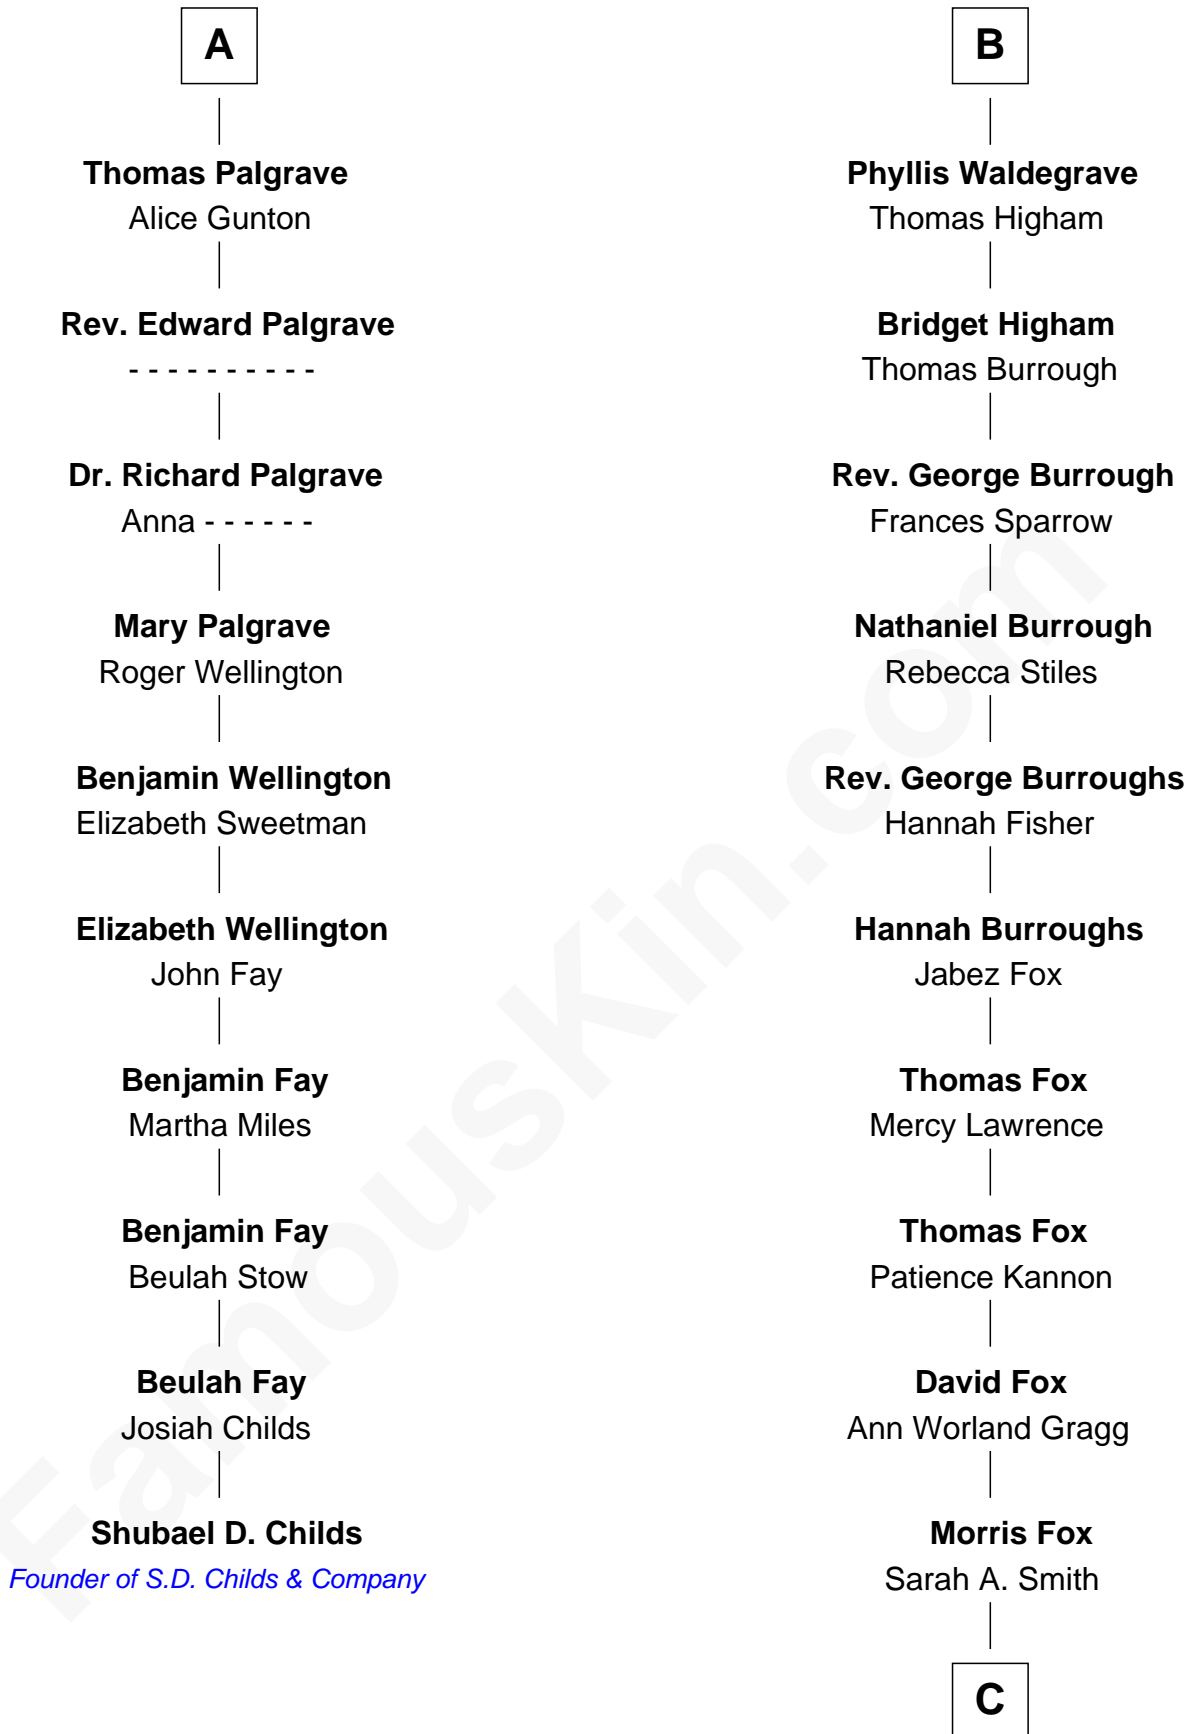 A
Thomas Palgrave
Alice Gunton
Rev. Edward Palgrave
- - - - - - - - - -
Dr. Richard Palgrave
Anna - - - - - -
Mary Palgrave
Roger Wellington
Benjamin Wellington
Elizabeth Sweetman
Elizabeth Wellington
John Fay
Benjamin Fay
Martha Miles
Benjamin Fay
Beulah Stow
Beulah Fay
Josiah Childs
Shubael D. Childs
Founder of S.D. Childs & Company
B
Phyllis Waldegrave
Thomas Higham
Bridget Higham
Thomas Burrough
Rev. George Burrough
Frances Sparrow
Nathaniel Burrough
Rebecca Stiles
Rev. George Burroughs
Hannah Fisher
Hannah Burroughs
Jabez Fox
Thomas Fox
Mercy Lawrence
Thomas Fox
Patience Kannon
David Fox
Ann Worland Gragg
Morris Fox
Sarah A. Smith
C
FamousKin.com